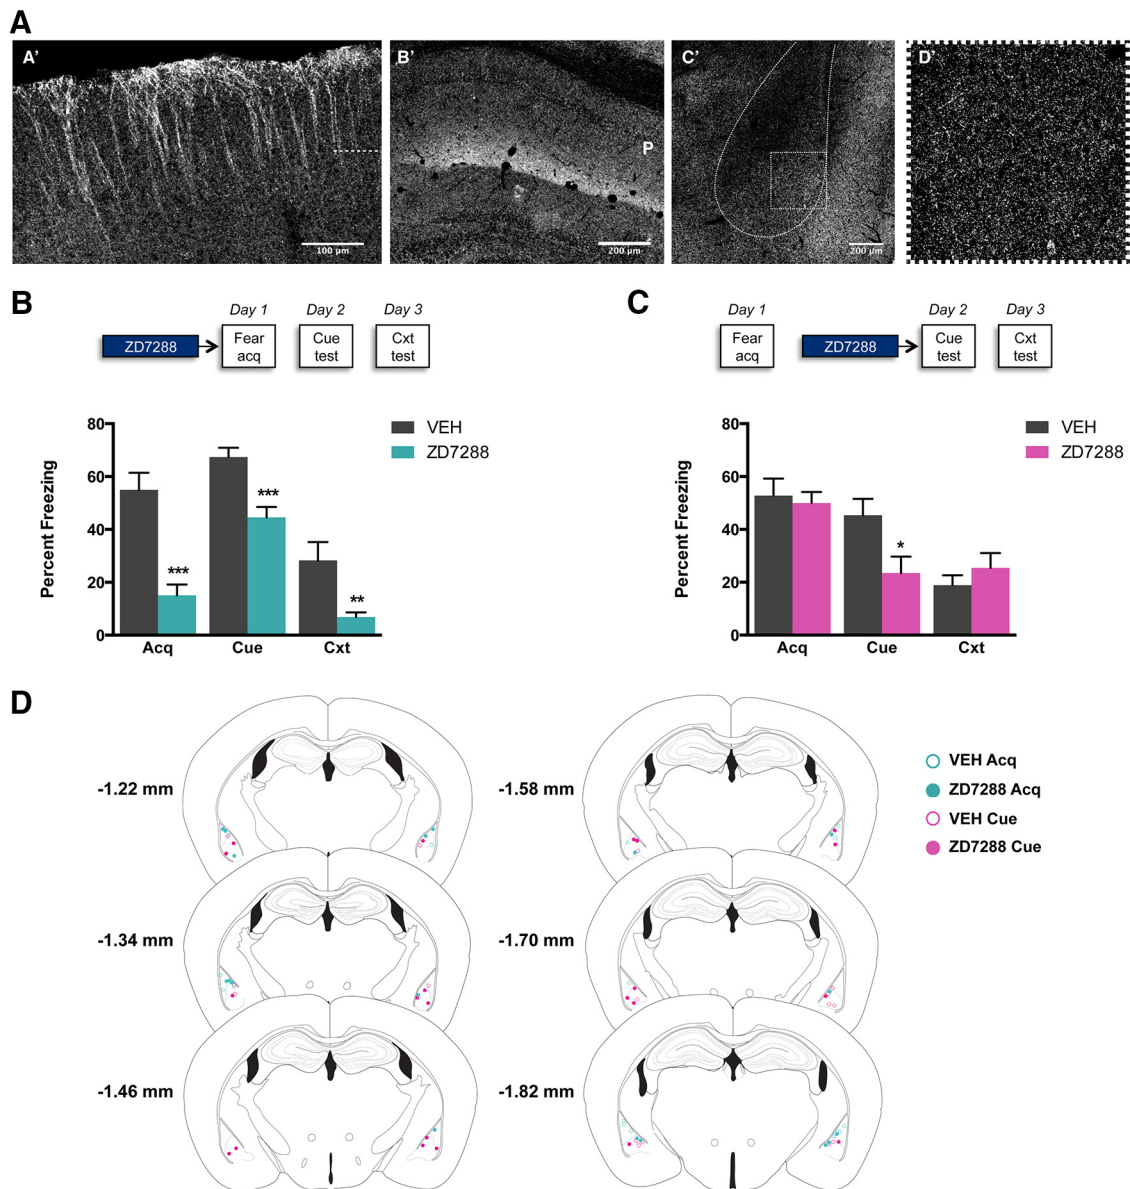 A
A'
B'
C'
D'
P
100 µm
200 µm
200 µm
B
Day 1
Day 2
Day 3
ZD7288
Fear
acq
Cue
test
Cxt
test
80
60
40
20
0
Percent Freezing
VEH
ZD7288
***
***
**
Acq
Cue
Cxt
C
Day 1
Day 2
Day 3
Fear
acq
ZD7288
Cue
test
Cxt
test
80
60
40
20
0
Percent Freezing
VEH
ZD7288
*
Acq
Cue
Cxt
D
-1.22 mm
-1.34 mm
-1.46 mm
-1.58 mm
-1.70 mm
-1.82 mm
VEH Acq
ZD7288 Acq
VEH Cue
ZD7288 Cue